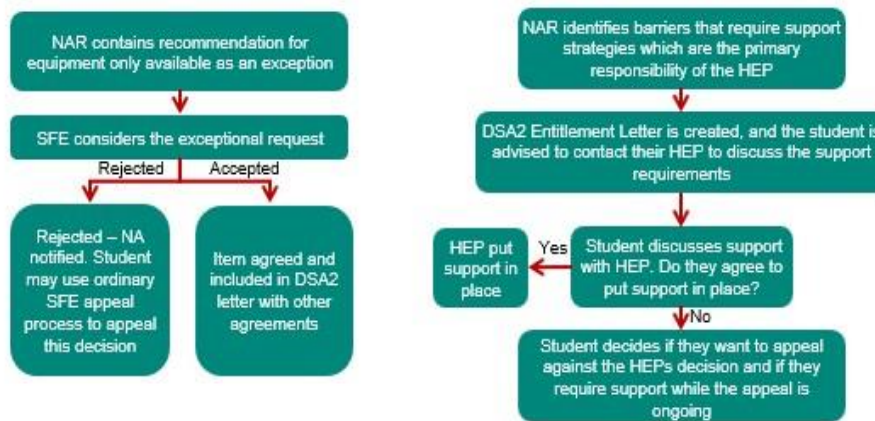 NAR contains recommendation for
equipment only available as an exception
SFE considers the exceptional request
Rejected
Accepted
Rejected – NA
notified. Student
may use ordinary
SFE appeal
process to appeal
this decision
Item agreed and
included in DSA2
letter with other
agreements
NAR identifies barriers that require support
strategies which are the primary
responsibility of the HEP
DSA2 Entitlement Letter is created, and the student is
advised to contact their HEP to discuss the support
requirements
Student discusses support
with HEP. Do they agree to
put support in place?
Yes
HEP put
support in
place
No
Student decides if they want to appeal
against the HEPs decision and if they
require support while the appeal is
ongoing